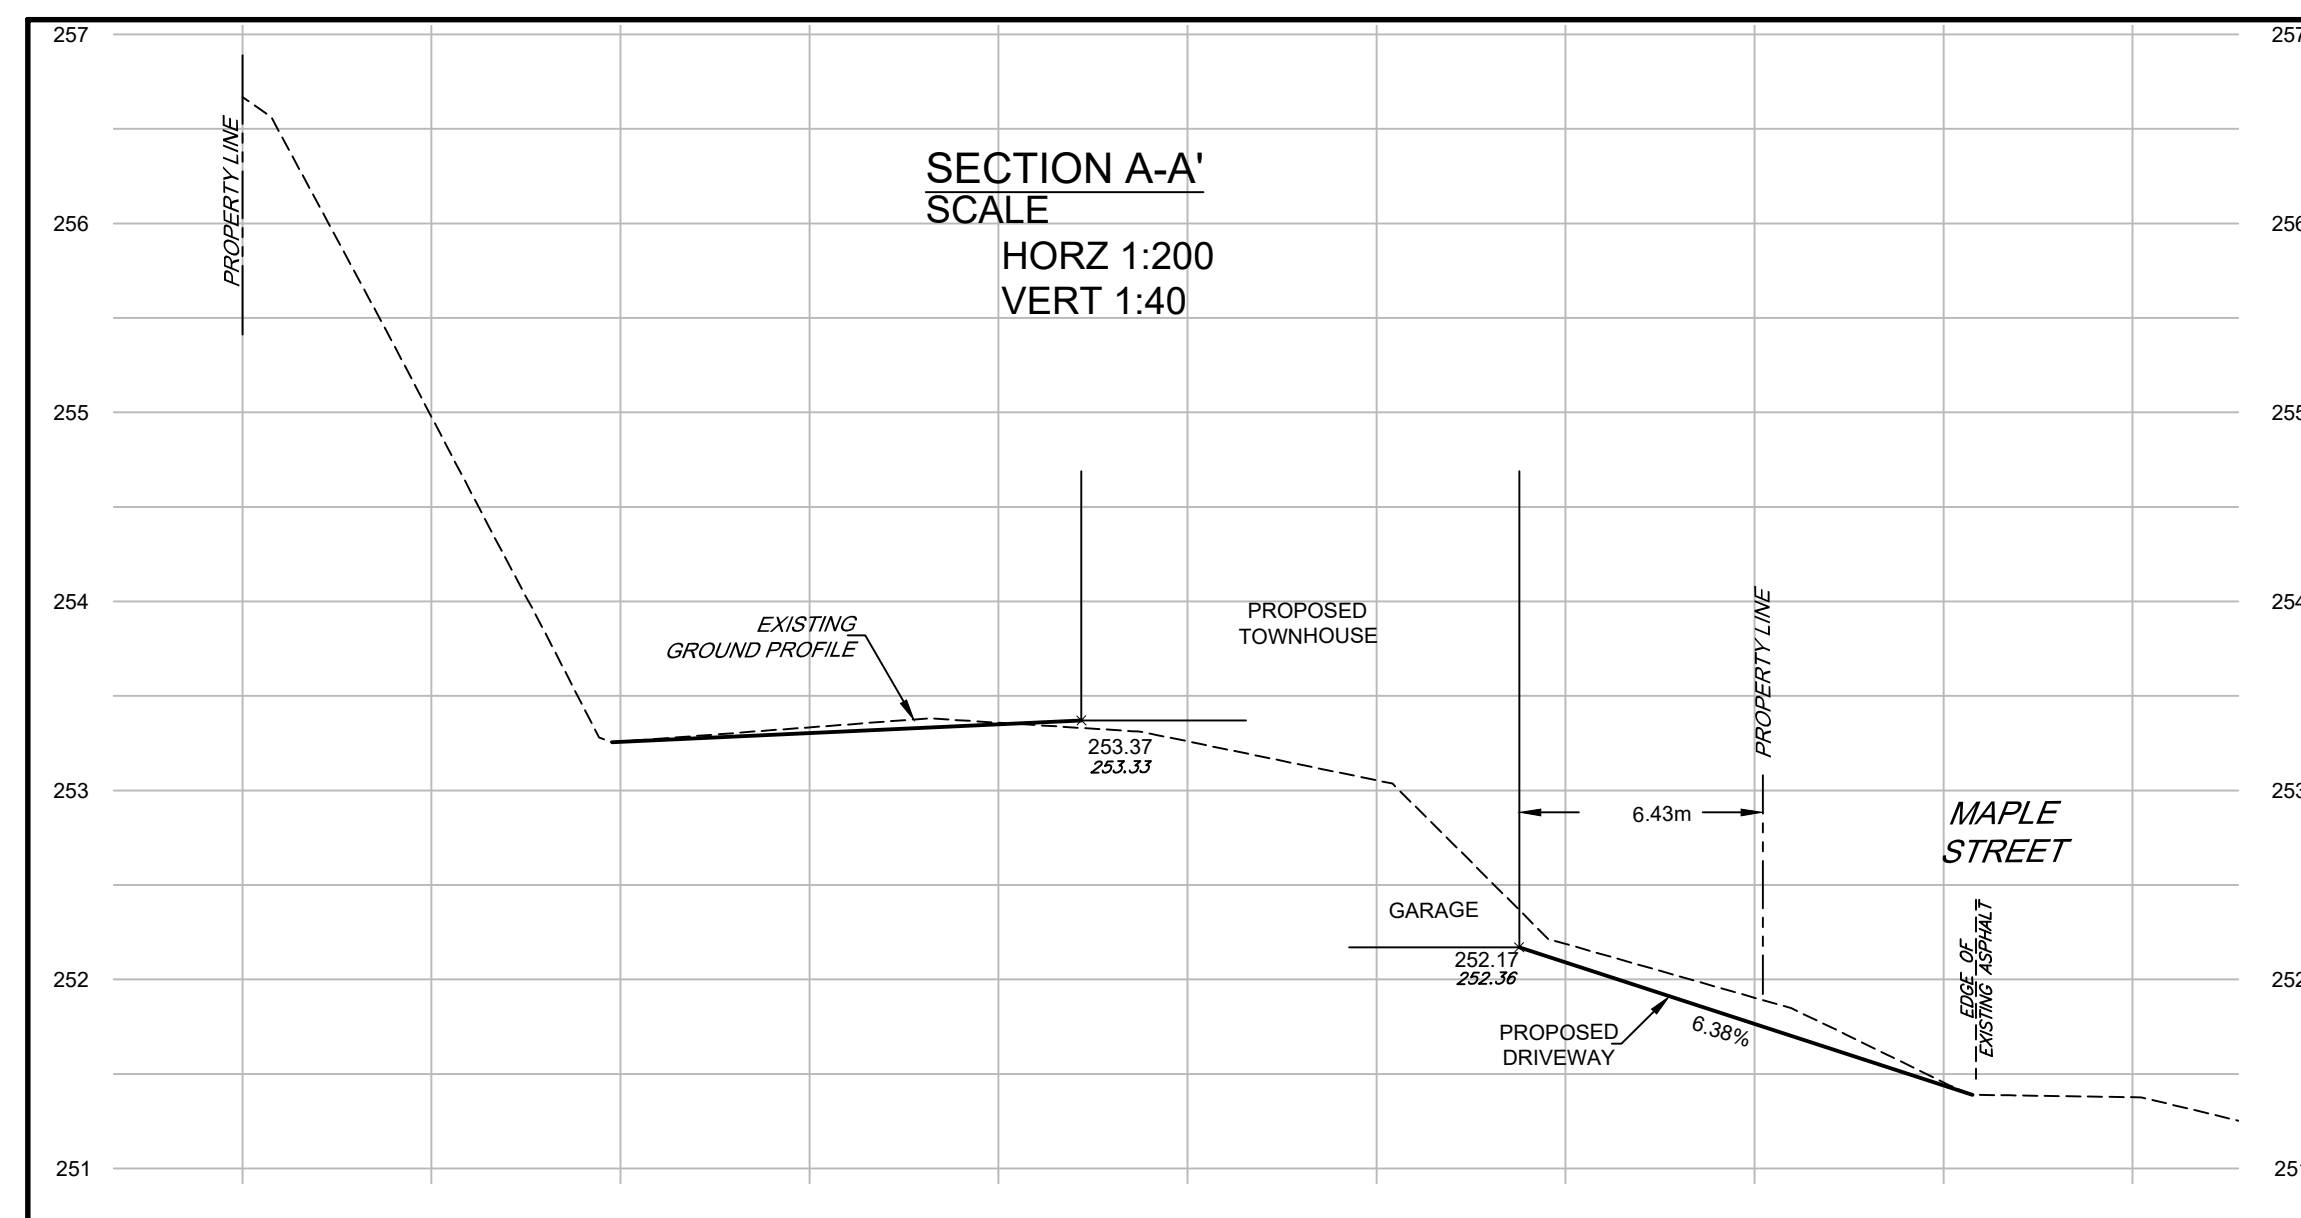 257
257
PROPERTY LINE
SECTION A-A'
SCALE
HORZ 1:200
VERT 1:40
256
256
255
255
254
254
EXISTING
GROUND PROFILE
PROPOSED
TOWNHOUSE
PROPERTY LINE
253.37
253.33
253
253
6.43m
MAPLE
STREET
GARAGE
EDGE OF
EXISTING ASPHALT
252.17
252.36
252
252
PROPOSED
DRIVEWAY
6.38%
251
251